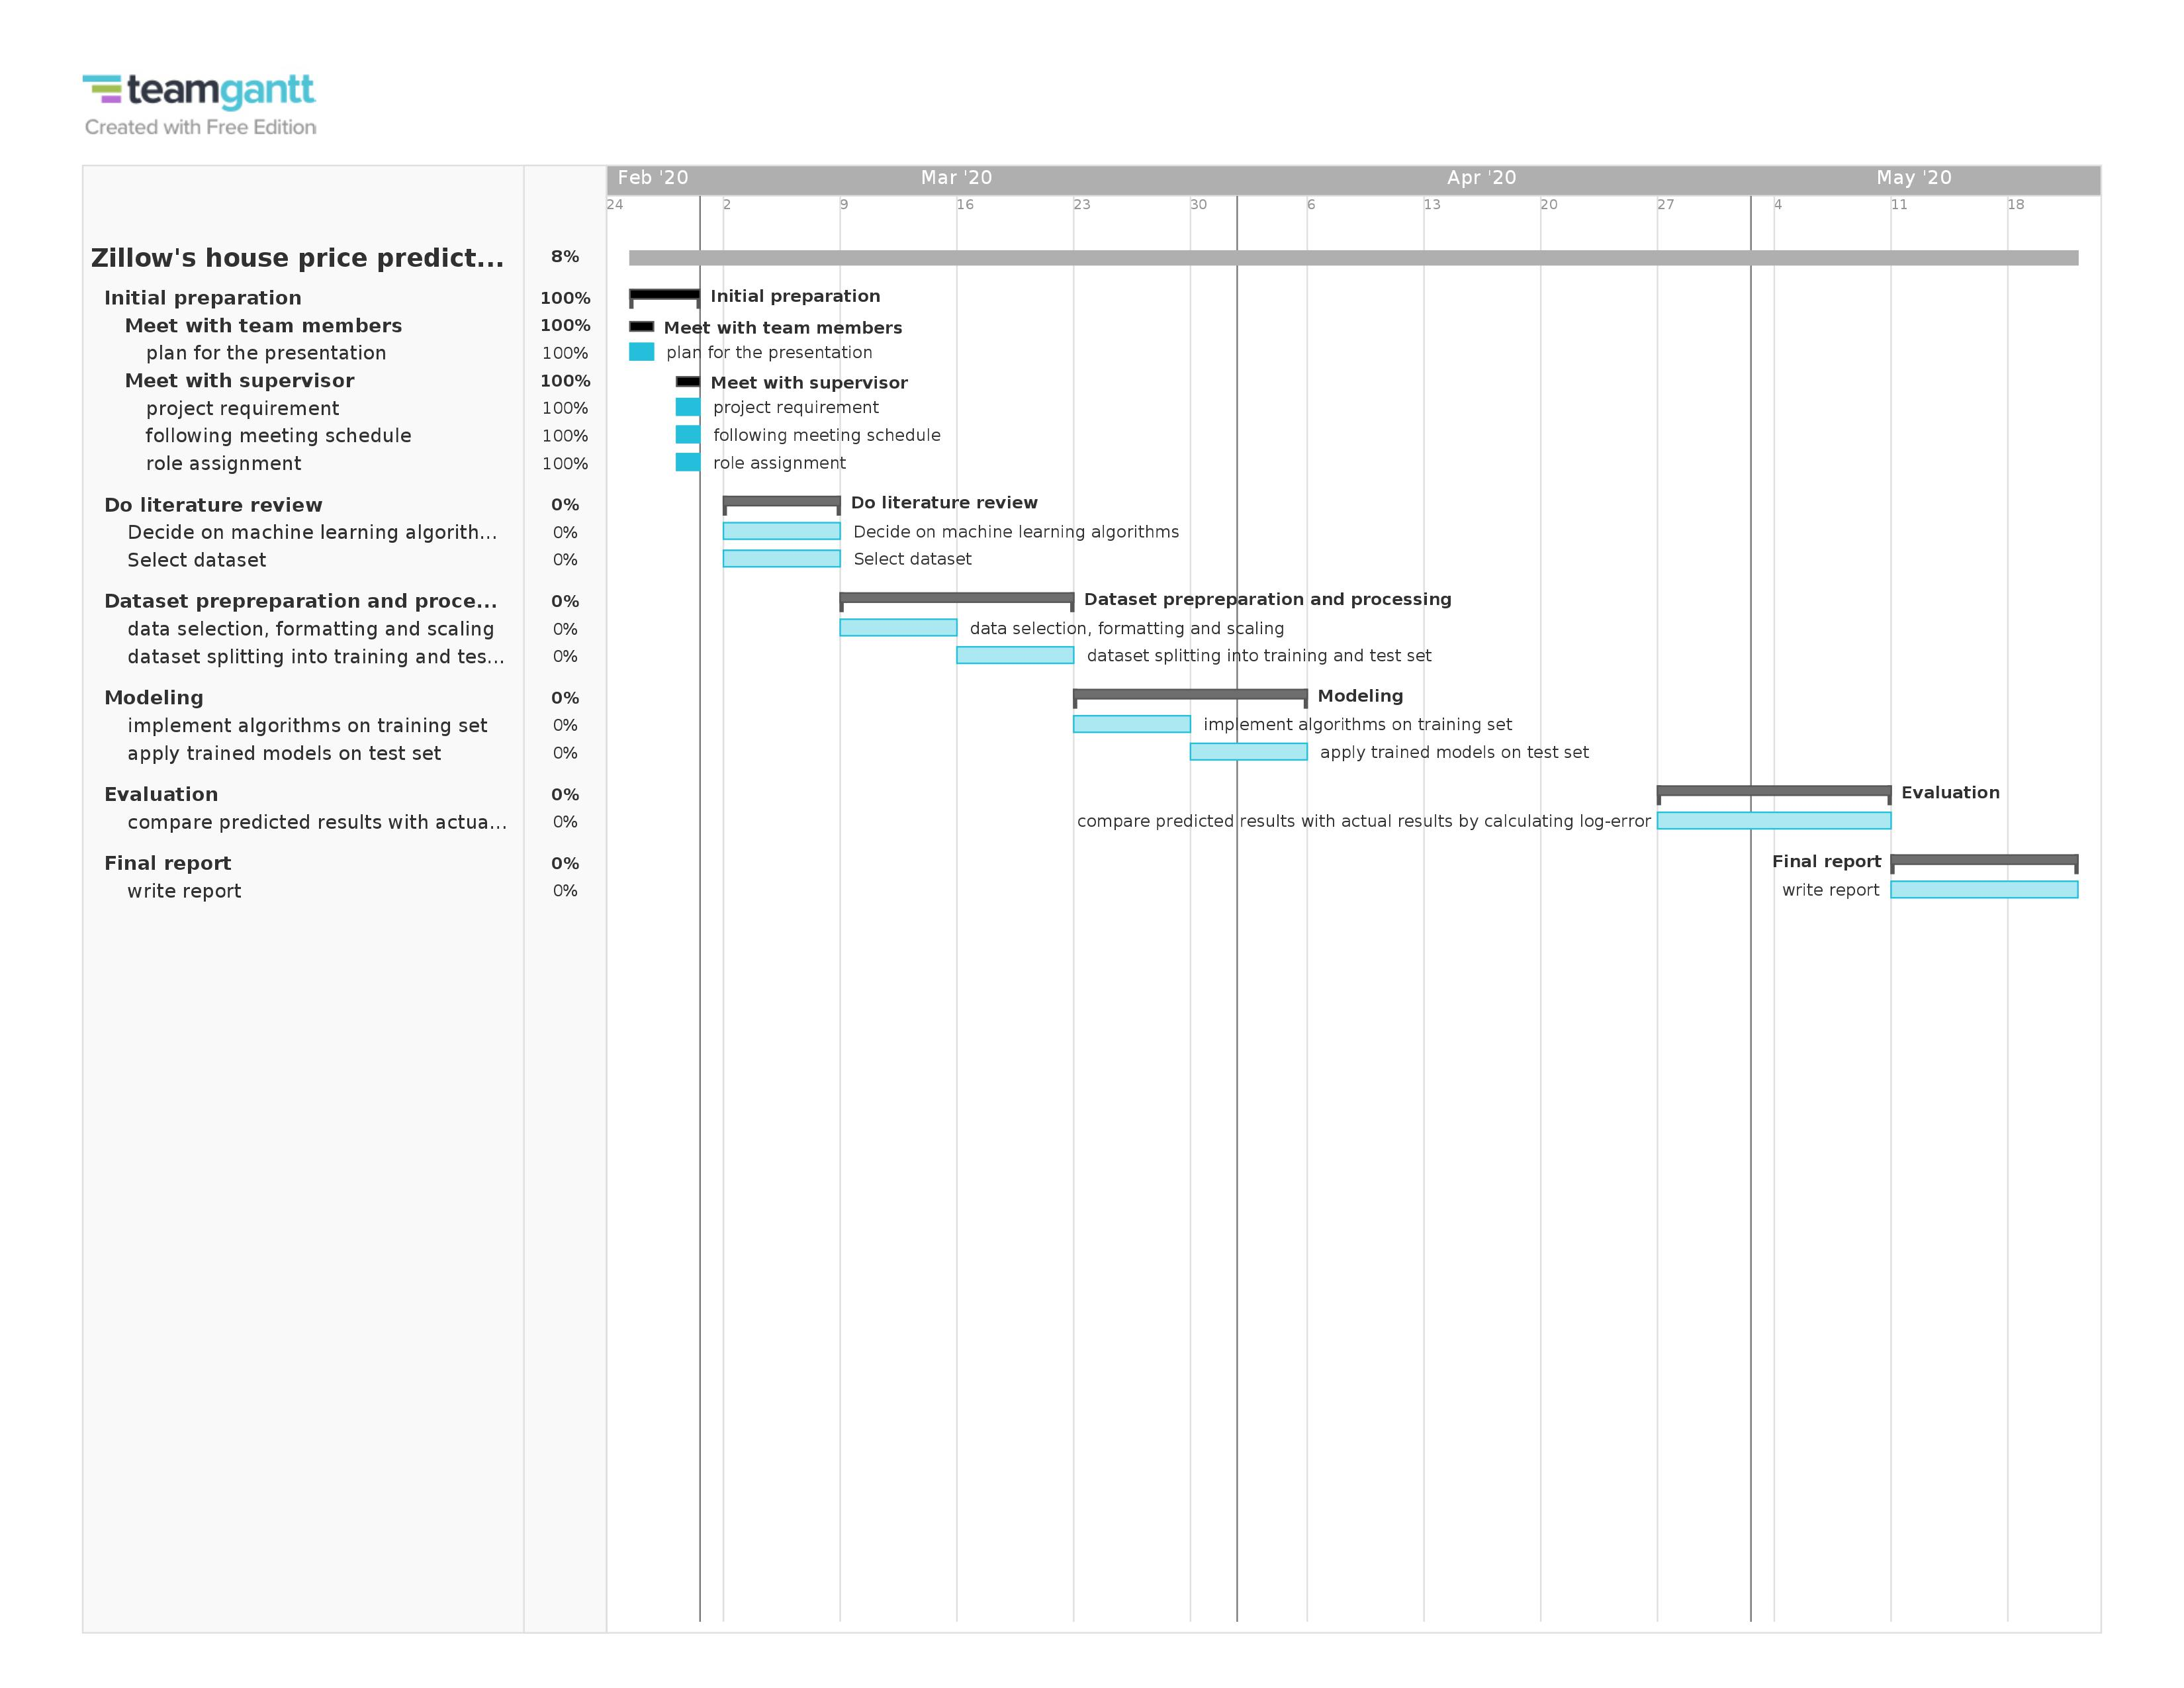 teamgantt
Created with Free Edition
Feb '20 Mar '20 Apr '20 May '20
24 2 9 16 23 30 6 13 20 27 4 11 18
Zillow's house price predict... 8%
Initial preparation 100% Initial preparation
Meet with team members 100% Meet with team members
plan for the presentation 100% plan for the presentation
Meet with supervisor 100% Meet with supervisor
project requirement 100% project requirement
following meeting schedule 100% following meeting schedule
role assignment 100% role assignment
Do literature review 0% Do literature review
Decide on machine learning algorith... 0% Decide on machine learning algorithms
Select dataset 0% Select dataset
Dataset prepreparation and proce... 0% Dataset prepreparation and processing
data selection, formatting and scaling 0% data selection, formatting and scaling
dataset splitting into training and tes... 0% dataset splitting into training and test set
Modeling 0% Modeling
implement algorithms on training set 0% implement algorithms on training set
apply trained models on test set 0% apply trained models on test set
Evaluation 0% Evaluation
compare predicted results with actua... 0% compare predicted results with actual results by calculating log-error
Final report 0% Final report
write report 0% write report